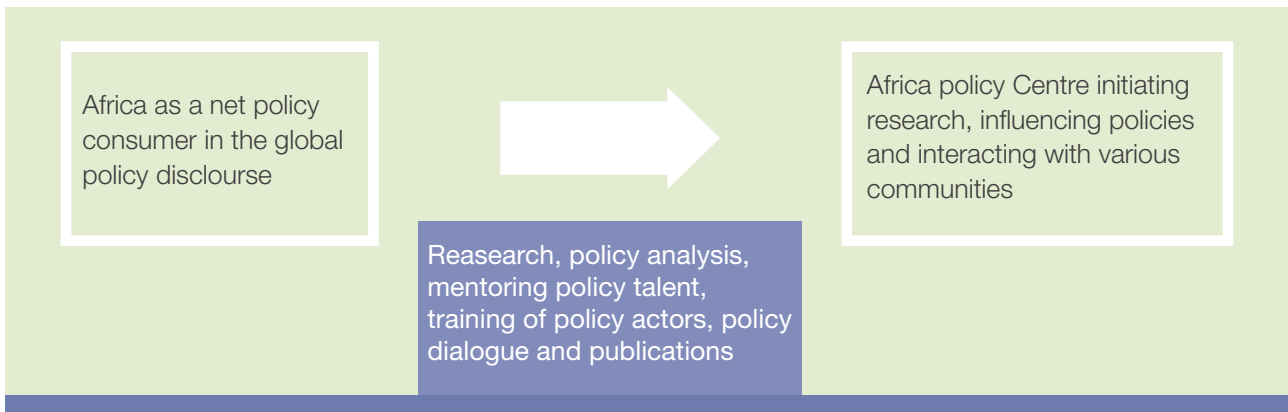 Africa as a net policy
consumer in the global
policy disclourse
Africa policy Centre initiating
research, influencing policies
and interacting with various
communities
Reasearch, policy analysis,
mentoring policy talent,
training of policy actors, policy
dialogue and publications